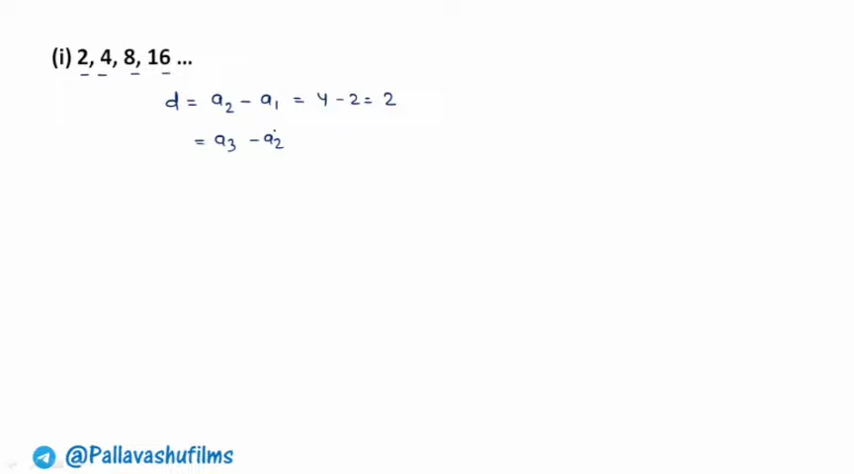 (i) 2, 4, 8, 16 ...
d = a₂ - a₁ = 4 - 2 = 2
= a₃ - a₂
@Pallavashufilms